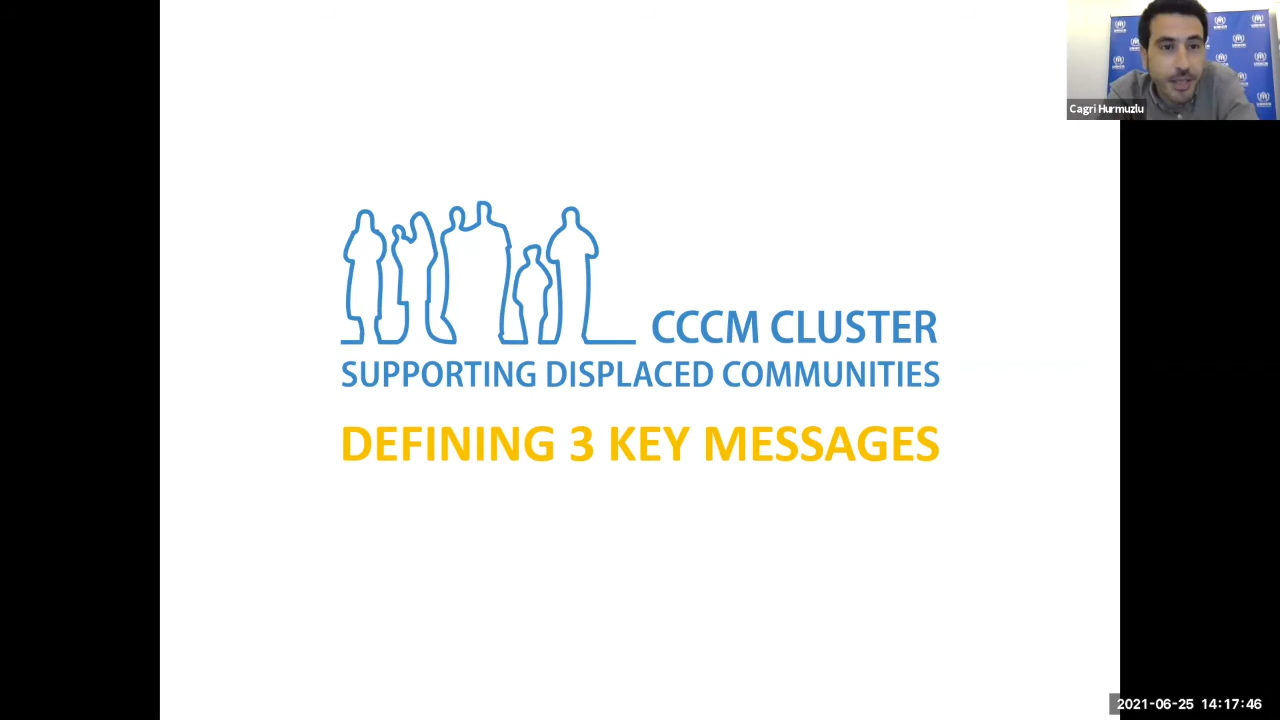 Cagri Hurmuzlu
CCCM CLUSTER
SUPPORTING DISPLACED COMMUNITIES
DEFINING 3 KEY MESSAGES
2021-06-25 14:17:46